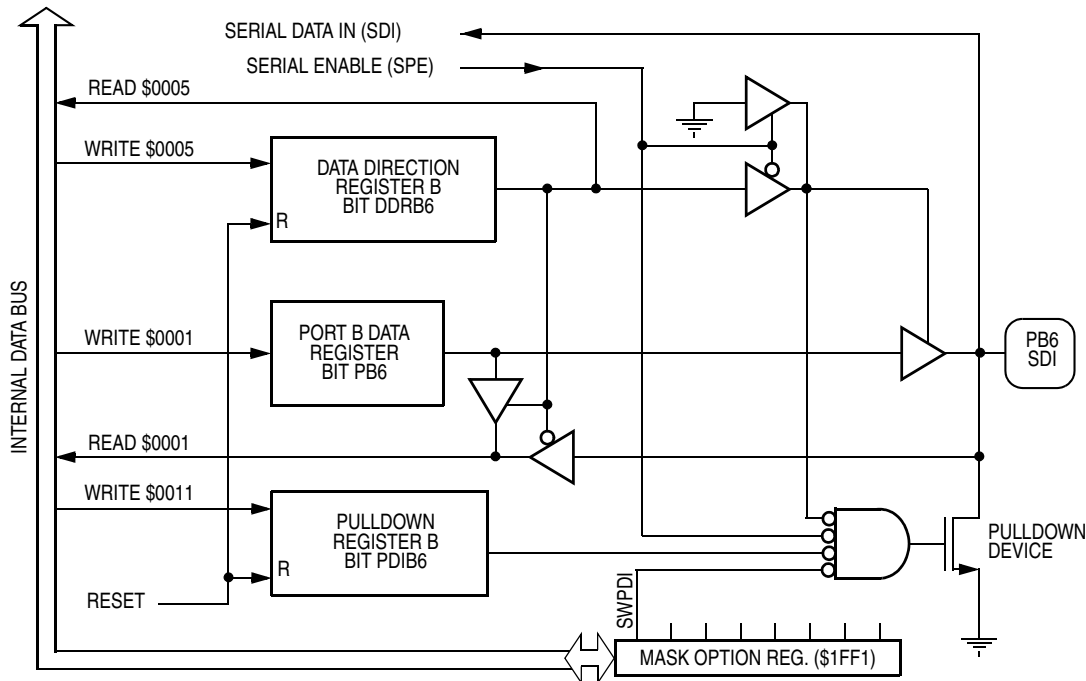 SERIAL DATA IN (SDI)
SERIAL ENABLE (SPE)
READ $0005
WRITE $0005
DATA DIRECTION
REGISTER B
BIT DDRB6
R
INTERNAL DATA BUS
WRITE $0001
PORT B DATA
REGISTER
BIT PB6
PB6
SDI
READ $0001
WRITE $0011
PULLDOWN
REGISTER B
BIT PDIB6
R
PULLDOWN
DEVICE
RESET
SWPDI
MASK OPTION REG. ($1FF1)